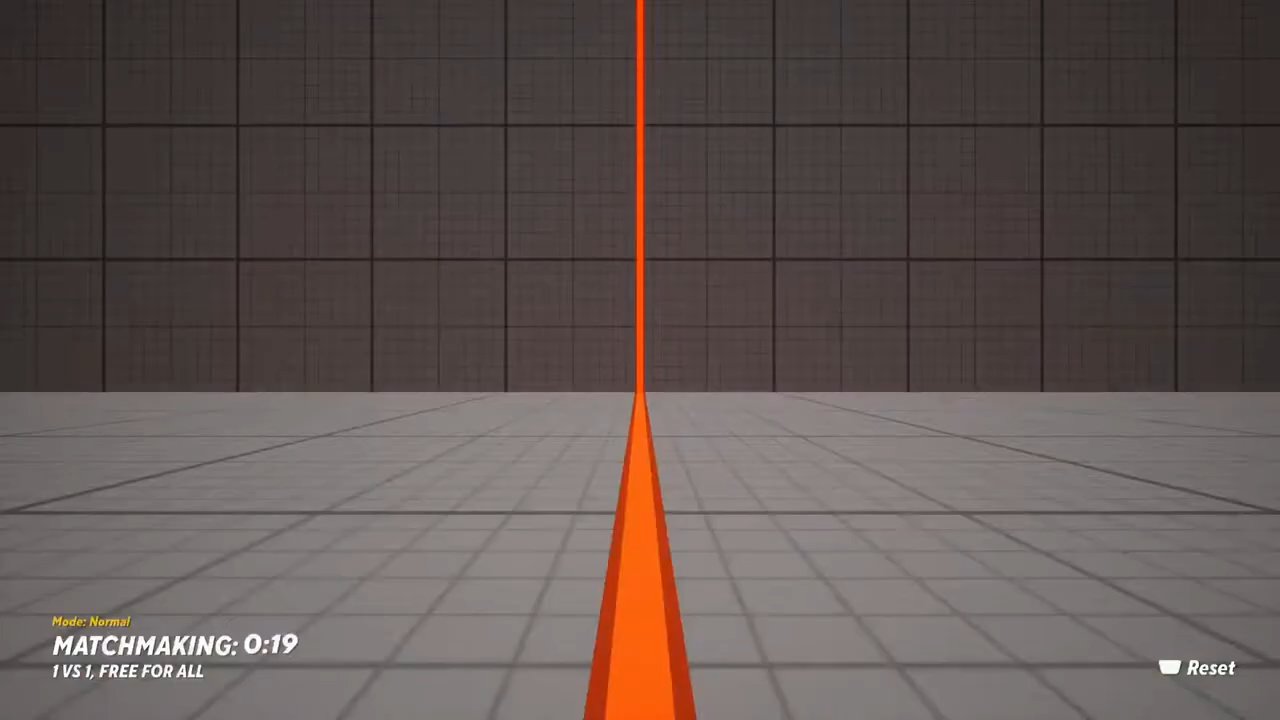 Mode: Normal
MATCHMAKING: 0:19
1 VS 1, FREE FOR ALL
Reset